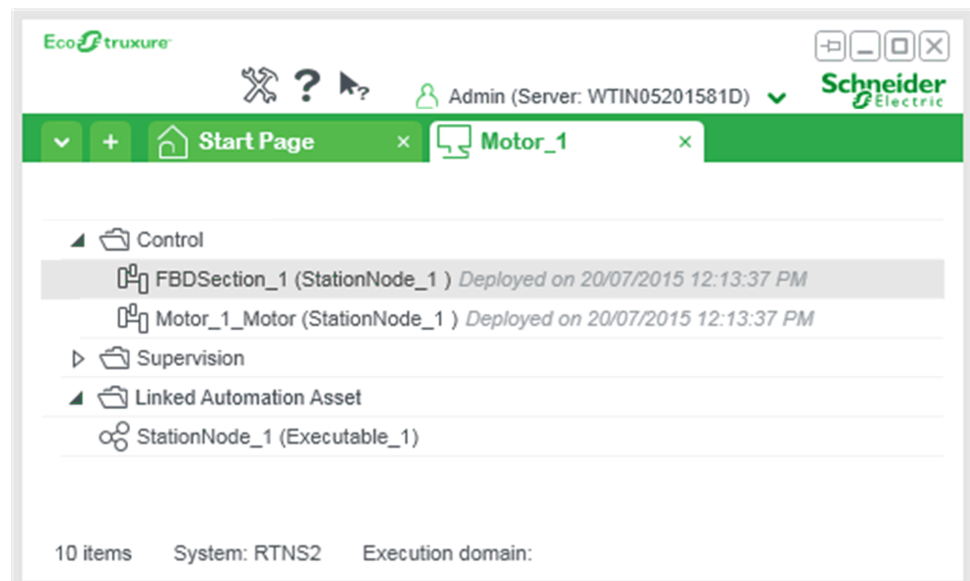 EcoStruxure
? ?
Admin (Server: WTIN05201581D)
Schneider
Electric
+ Start Page × Motor_1 ×
Control
FBDSection_1 (StationNode_1 ) Deployed on 20/07/2015 12:13:37 PM
Motor_1_Motor (StationNode_1 ) Deployed on 20/07/2015 12:13:37 PM
Supervision
Linked Automation Asset
StationNode_1 (Executable_1)
10 items System: RTNS2 Execution domain: